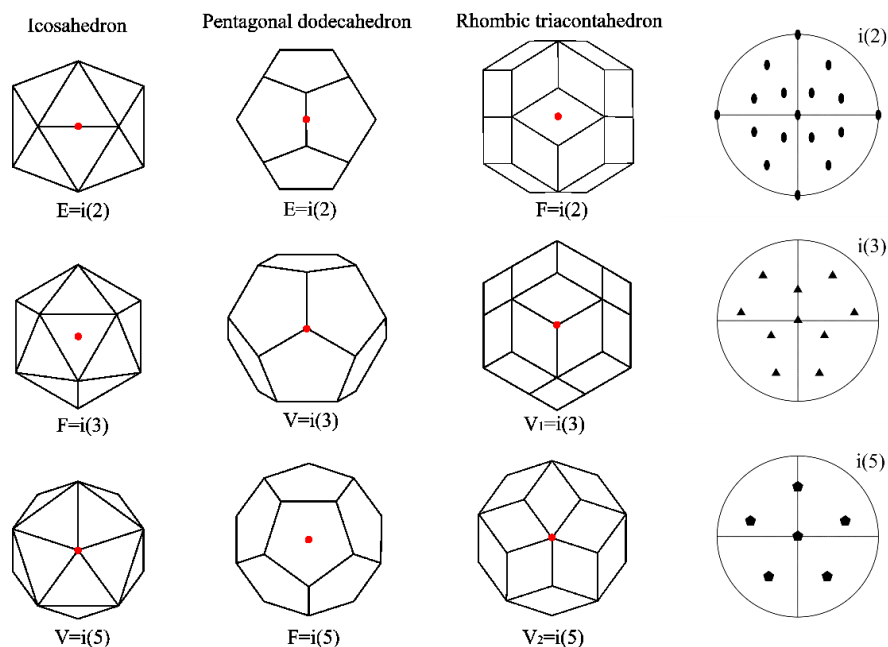 Icosahedron
Pentagonal dodecahedron
Rhombic triacontahedron
i(2)
E=i(2)
E=i(2)
F=i(2)
i(3)
F=i(3)
V=i(3)
V₁=i(3)
i(5)
V=i(5)
F=i(5)
V₂=i(5)